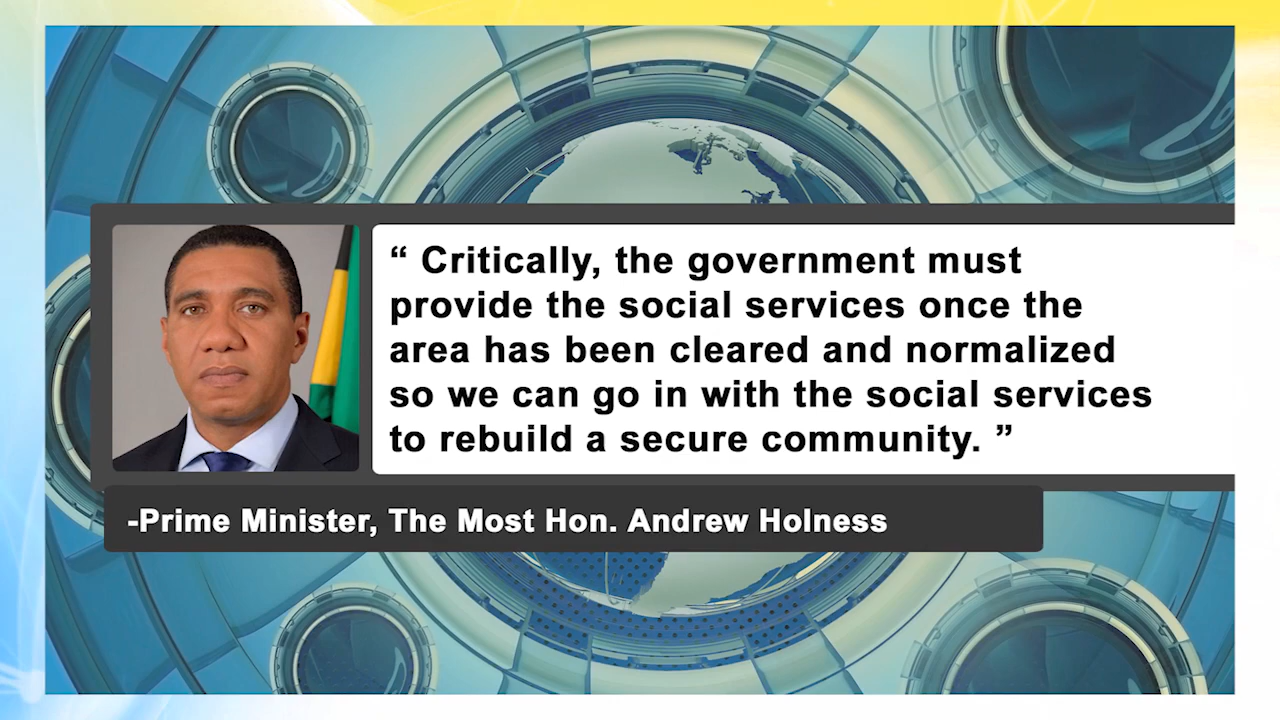 “ Critically, the government must
provide the social services once the
area has been cleared and normalized
so we can go in with the social services
to rebuild a secure community. ”
-Prime Minister, The Most Hon. Andrew Holness